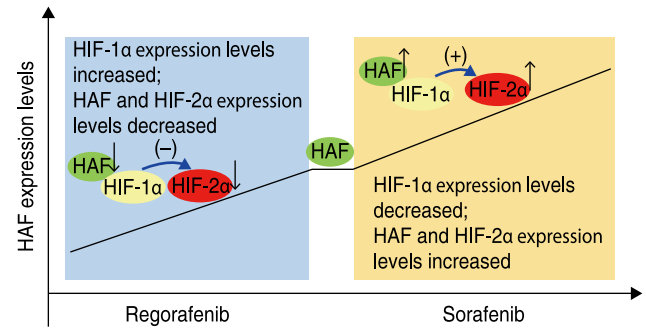 HAF expression levels
HIF-1α expression levels
increased;
HAF and HIF-2α expression
levels decreased
HAF
(–)
HIF-1α
HIF-2α
HAF
HAF
(+)
HIF-1α
HIF-2α
HIF-1α expression levels
decreased;
HAF and HIF-2α expression
levels increased
Regorafenib
Sorafenib